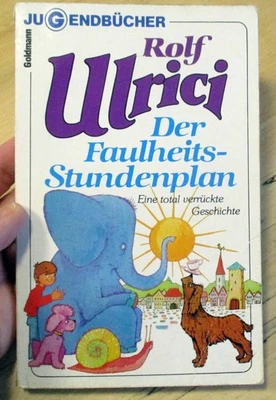 Goldmann
JUGENDBÜCHER
Rolf
Ulrici
Der
Faulheits-
Stundenplan
Eine total verrückte
Geschichte